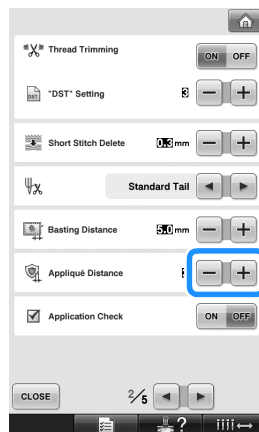 Thread Trimming
ON OFF
DST
"DST" Setting
3
Short Stitch Delete
0.3 mm
Standard Tail
Basting Distance
5.0 mm
Appliqué Distance
Application Check
ON OFF
CLOSE
2/5
?